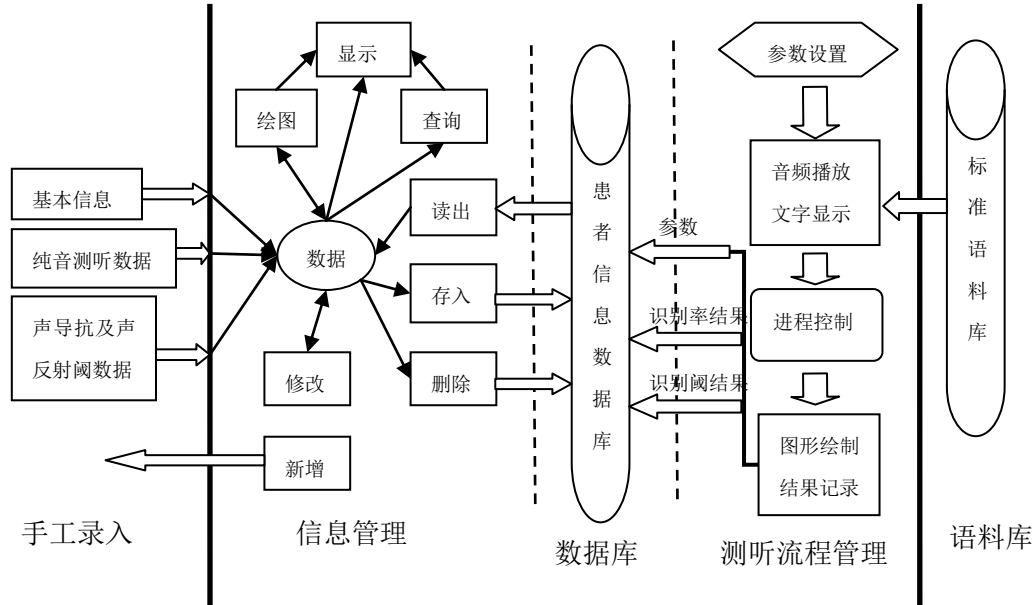 显示
绘图
查询
参数设置
基本信息
纯音测听数据
声导抗及声
反射阈数据
数据
读出
存入
删除
修改
新增
患者信息数据库
参数
识别率结果
识别阈结果
音频播放
文字显示
进程控制
图形绘制
结果记录
标准语料库
手工录入
信息管理
数据库
测听流程管理
语料库